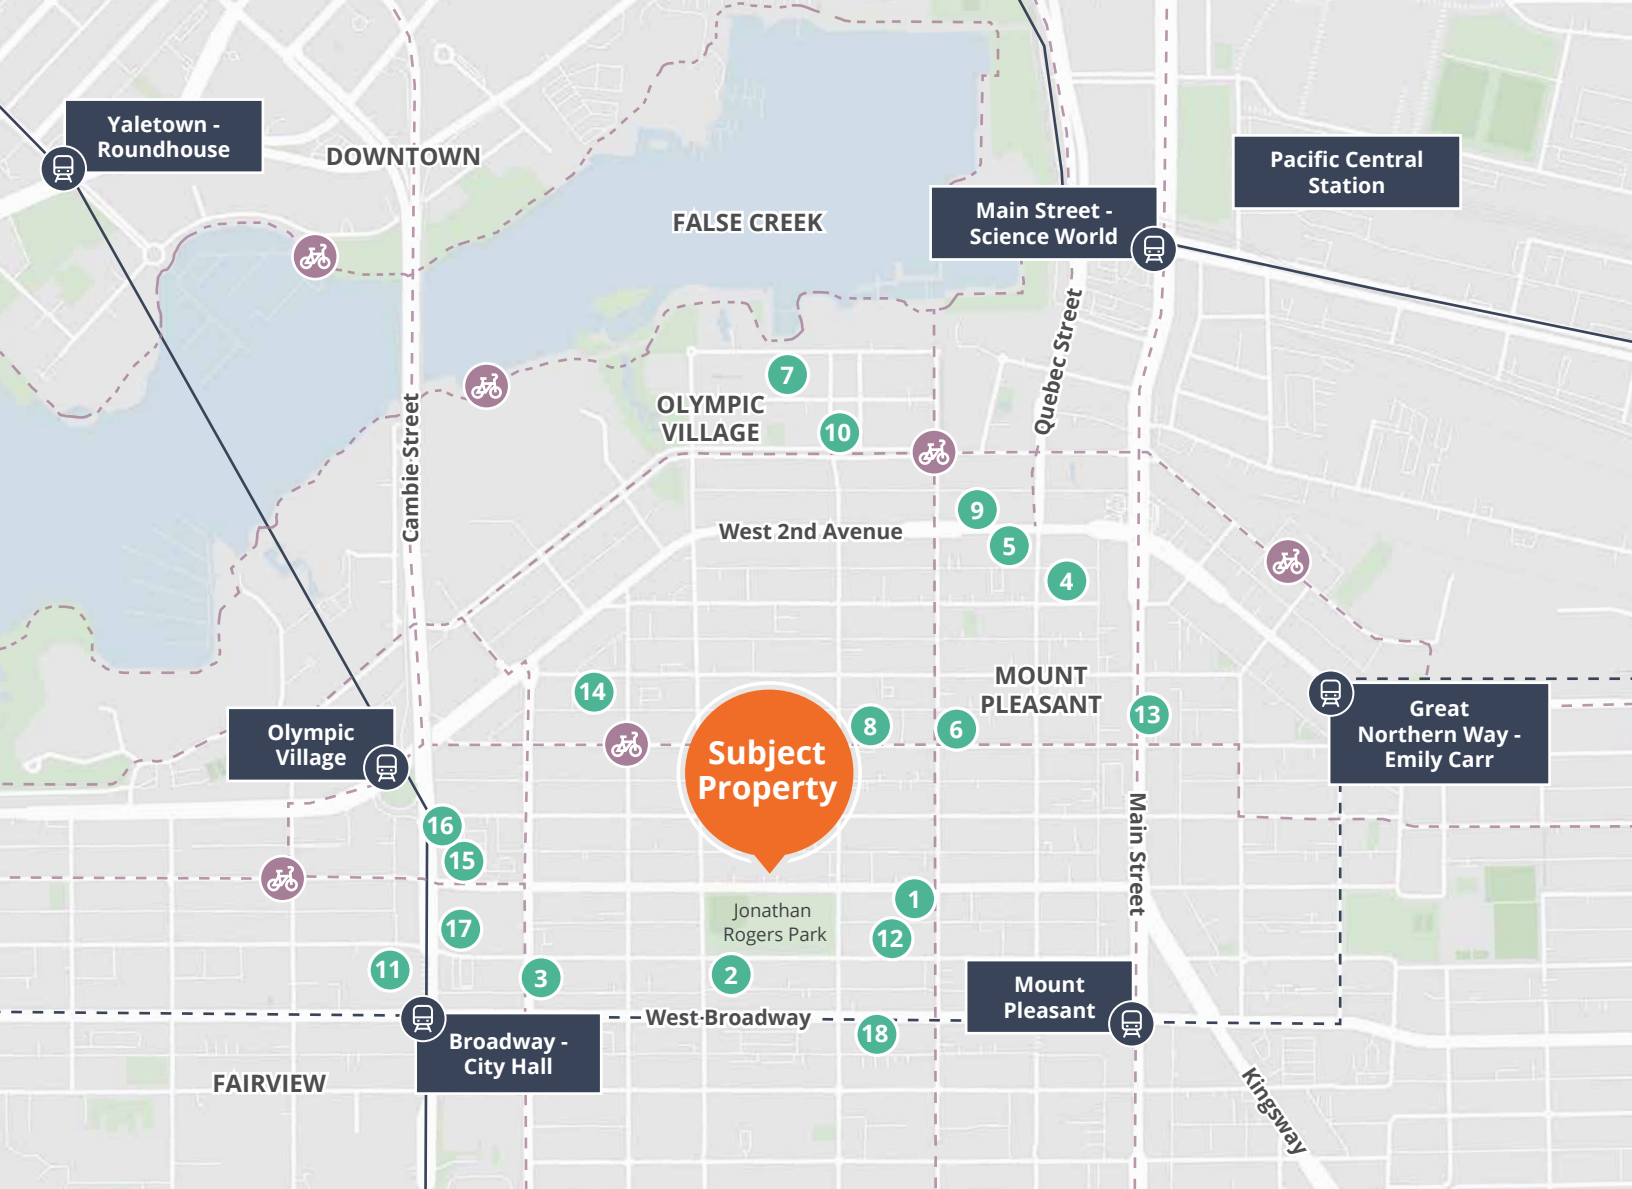 Yaletown -
Roundhouse
DOWNTOWN
FALSE CREEK
Main Street -
Science World
Pacific Central
Station
Quebec Street
7
OLYMPIC
VILLAGE
10
Cambie Street
9
West 2nd Avenue
5
4
MOUNT
PLEASANT
14
8
6
13
Great
Northern Way -
Emily Carr
Olympic
Village
Subject
Property
16
15
Main Street
1
Jonathan
Rogers Park
17
12
11
3
2
Mount
Pleasant
West Broadway
18
Broadway -
City Hall
FAIRVIEW
Kingsway